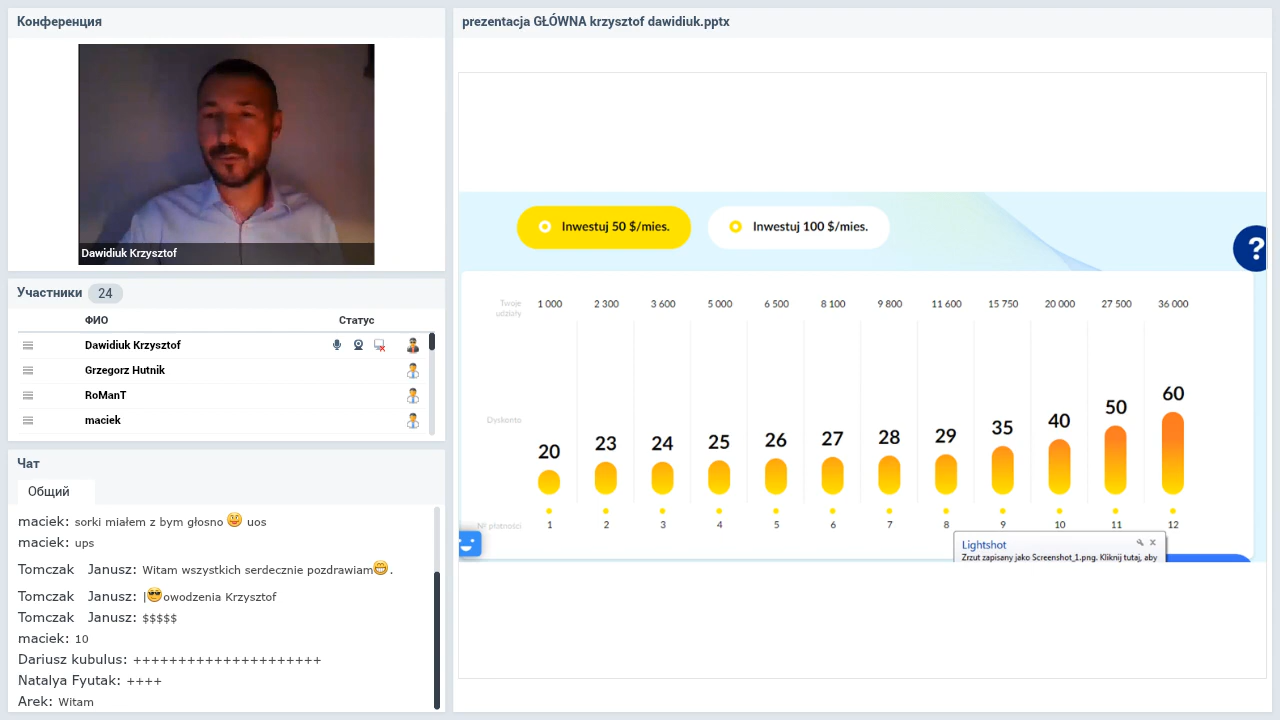 Конференция
Dawidiuk Krzysztof
Участники 24
ФИО Статус
Dawidiuk Krzysztof
Grzegorz Hutnik
RoManT
maciek
Чат
Общий
maciek: sorki miałem z bym głosno uos
maciek: ups
Tomczak Janusz: Witam wszystkich serdecznie pozdrawiam .
Tomczak Janusz: | owodzenia Krzysztof
Tomczak Janusz: $$$$$
maciek: 10
Dariusz kubulus: +++++++++++++++++++++
Natalya Fyutak: ++++
Arek: Witam
prezentacja GŁÓWNA krzysztof dawidiuk.pptx
Inwestuj 50 $/mies. Inwestuj 100 $/mies.
?
Twoje
udziały
1 000 2 300 3 600 5 000 6 500 8 100 9 800 11 600 15 750 20 000 27 500 36 000
Dyskonto
20 23 24 25 26 27 28 29 35 40 50 60
Nº płatności 1 2 3 4 5 6 7 8 9 10 11 12
Lightshot
Zrzut zapisany jako Screenshot_1.png. Kliknij tutaj, aby